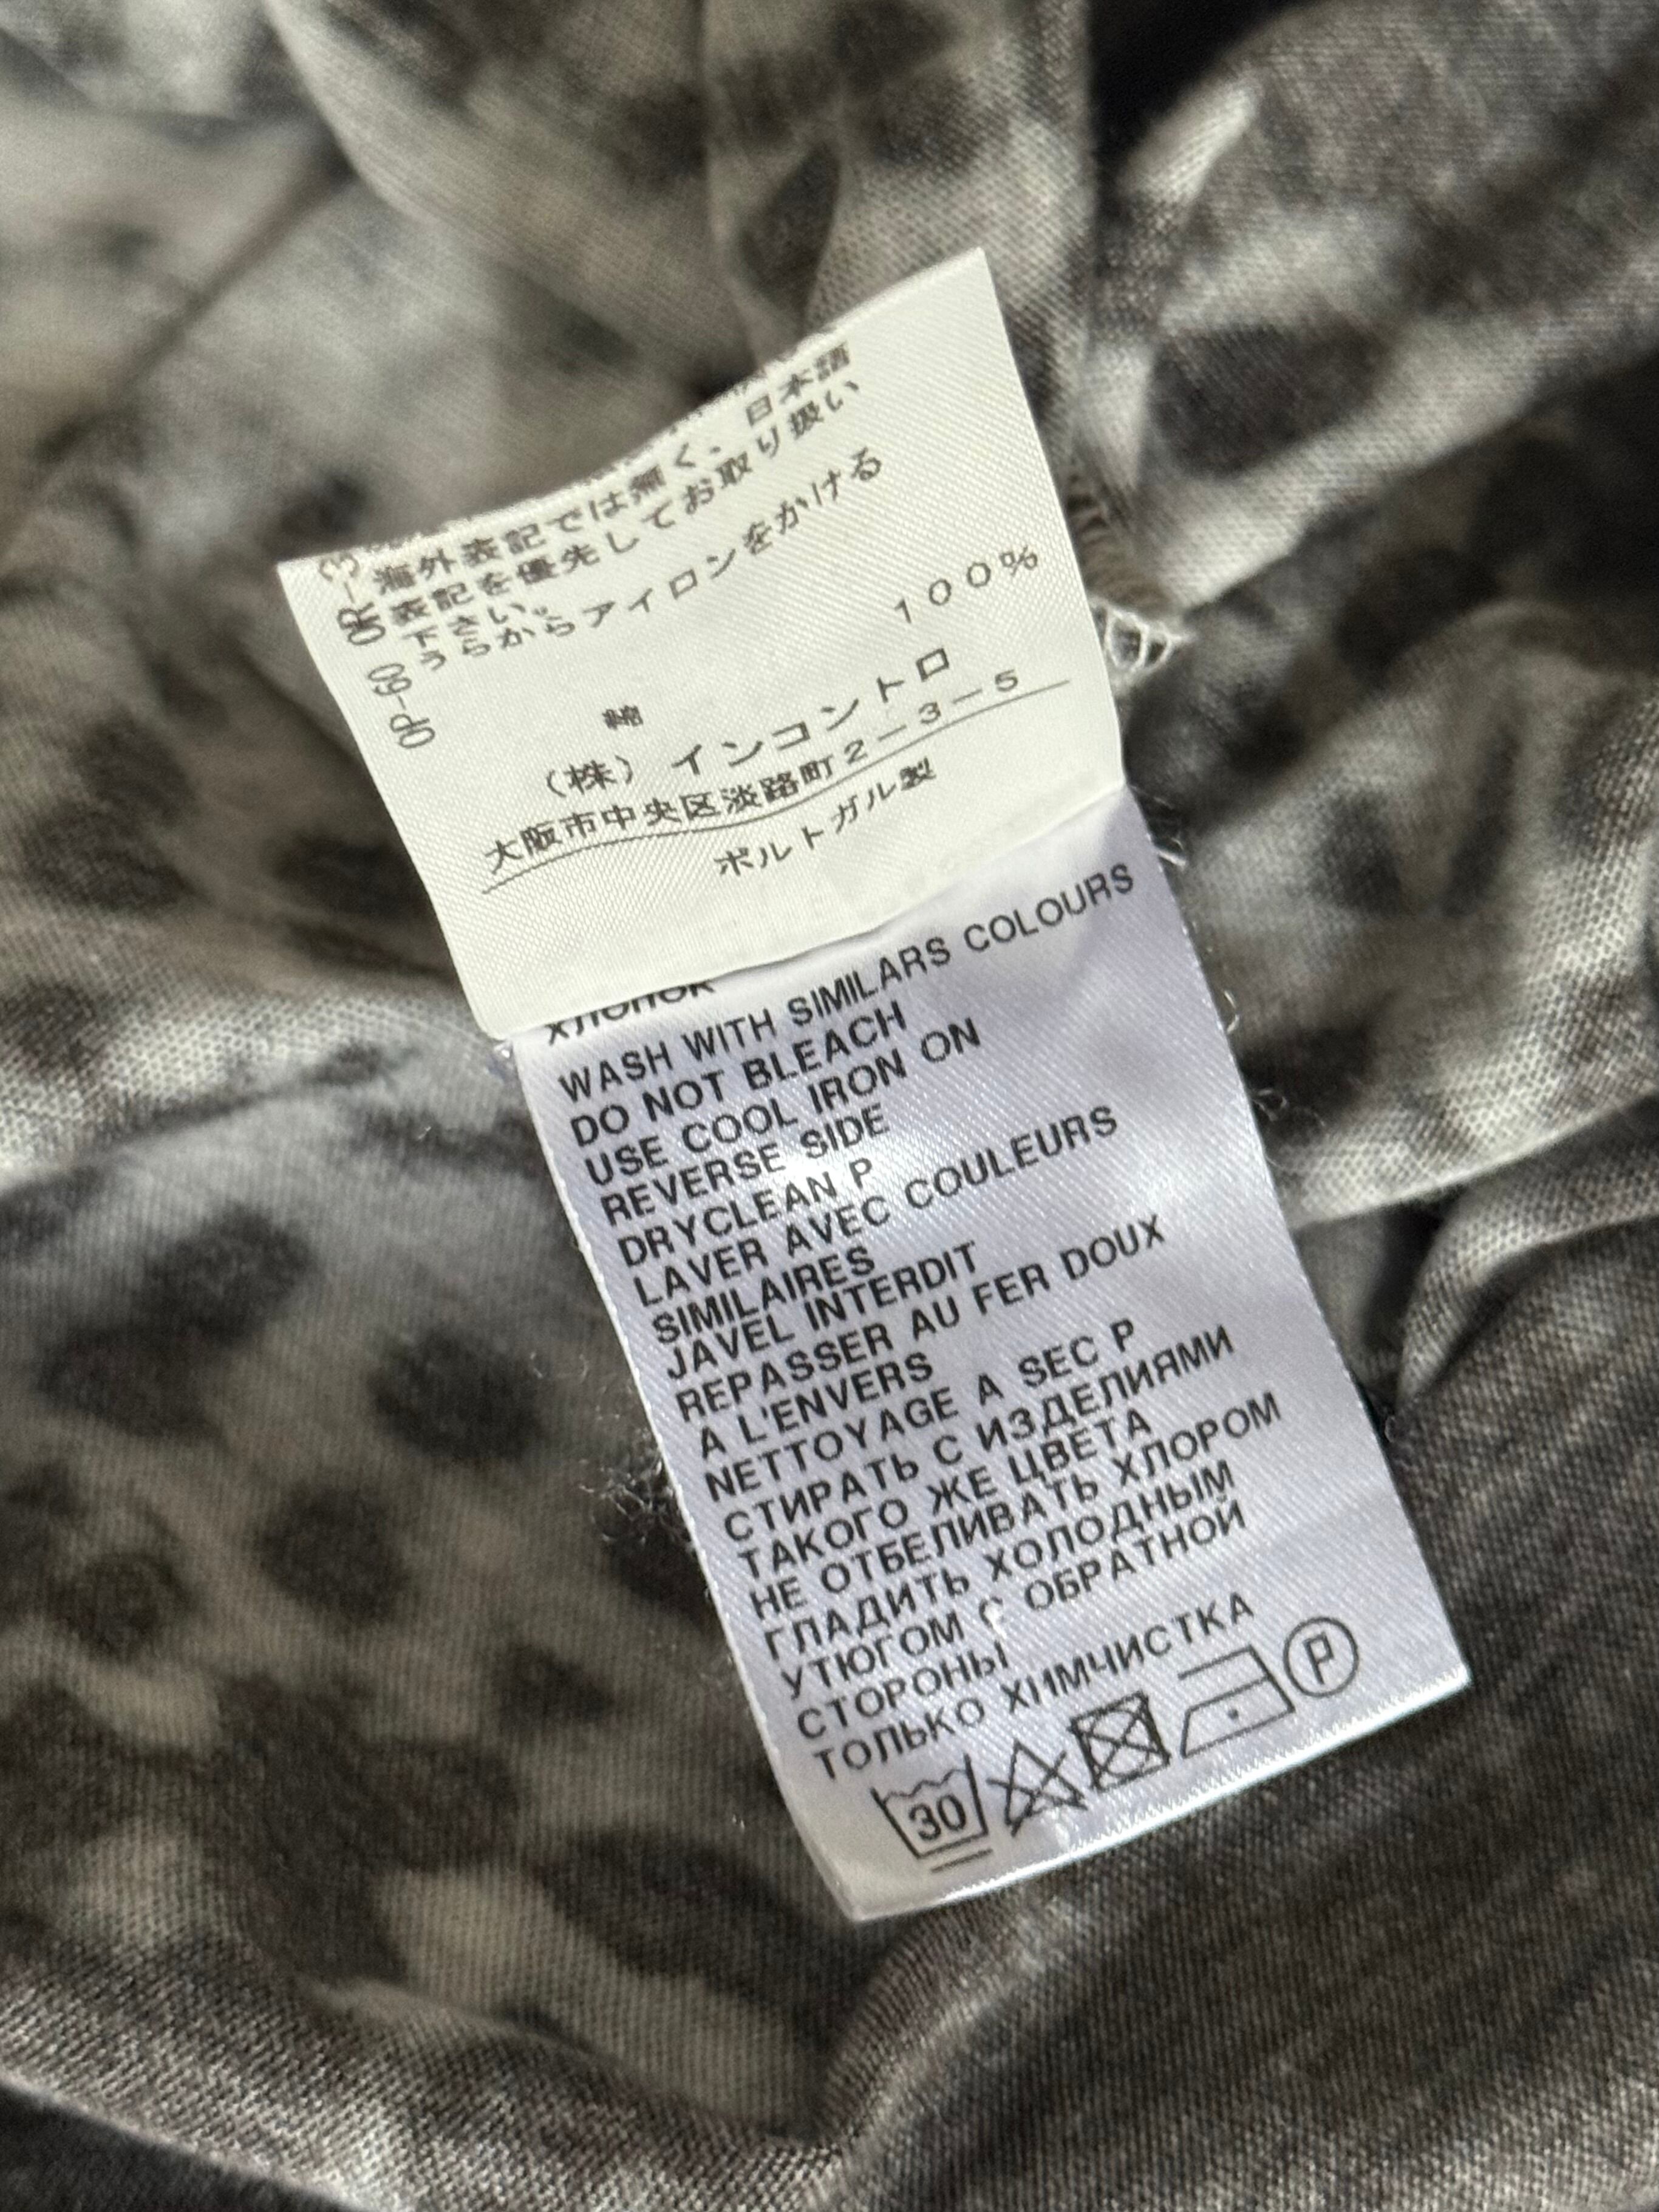 海外表記では無く、日本語
表記を優先してお取り扱い
下さい。
うらからアイロンをかける
綿 100%
(株)インコントロ
大阪市中央区淡路町2-3-5
ポルトガル製
QR-3
QP-60
ХЛОПОК
WASH WITH SIMILARS COLOURS
DO NOT BLEACH
USE COOL IRON ON
REVERSE SIDE
DRYCLEAN P
LAVER AVEC COULEURS
SIMILAIRES
JAVEL INTERDIT
REPASSER AU FER DOUX
A L'ENVERS
NETTOYAGE A SEC P
СТИРАТЬ С ИЗДЕЛИЯМИ
ТАКОГО ЖЕ ЦВЕТА
НЕ ОТБЕЛИВАТЬ ХЛОРОМ
ГЛАДИТЬ ХОЛОДНЫМ
УТЮГОМ С ОБРАТНОЙ
СТОРОНЫ
ТОЛЬКО ХИМЧИСТКА
30 P